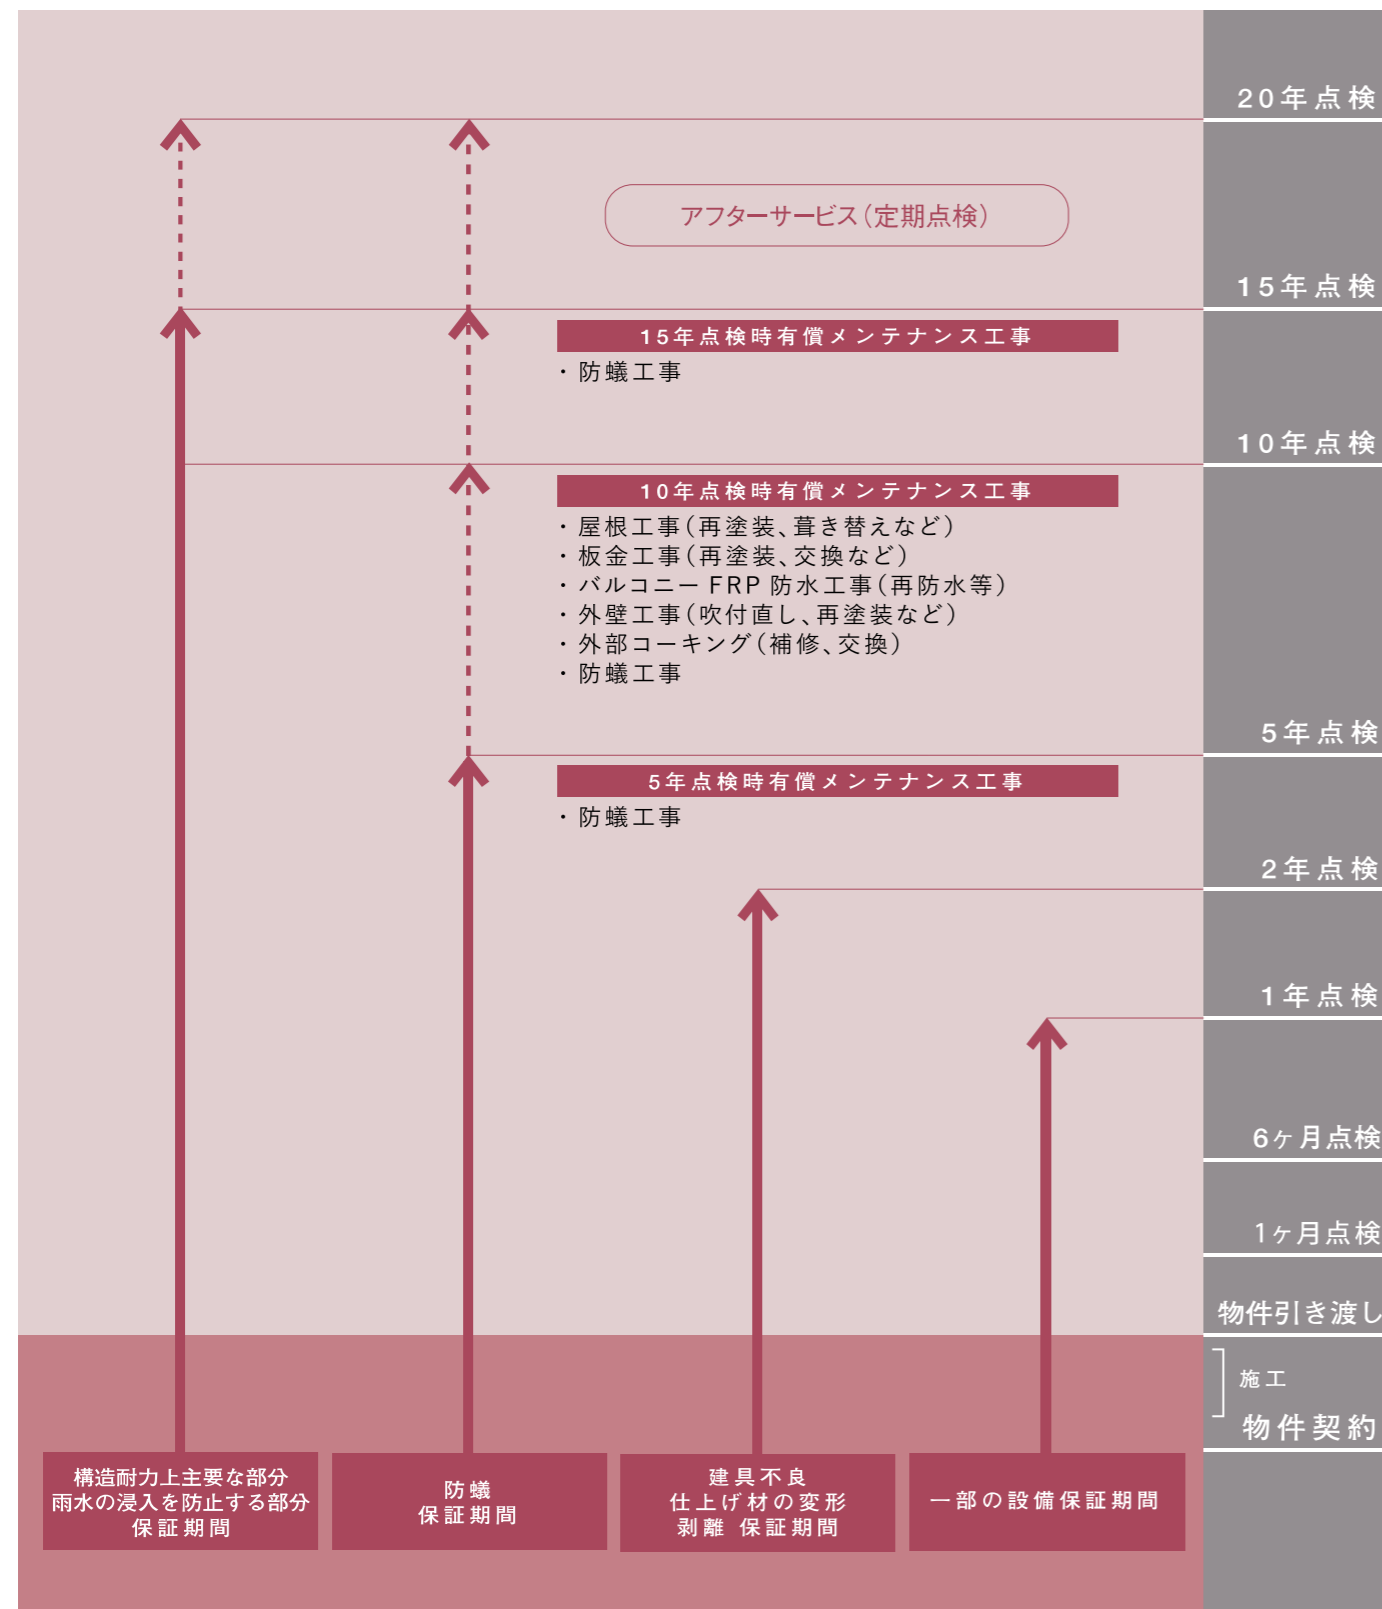 20年点検
アフターサービス（定期点検）
15年点検
15年点検時有償メンテナンス工事
・防蟻工事
10年点検
10年点検時有償メンテナンス工事
・屋根工事（再塗装、葺き替えなど）
・板金工事（再塗装、交換など）
・バルコニー FRP 防水工事（再防水等）
・外壁工事（吹付直し、再塗装など）
・外部コーキング（補修、交換）
・防蟻工事
5年点検
5年点検時有償メンテナンス工事
・防蟻工事
2年点検
1年点検
6ヶ月点検
1ヶ月点検
物件引き渡し
施工
物件契約
構造耐力上主要な部分
雨水の浸入を防止する部分
保証期間
防蟻
保証期間
建具不良
仕上げ材の変形
剥離 保証期間
一部の設備保証期間